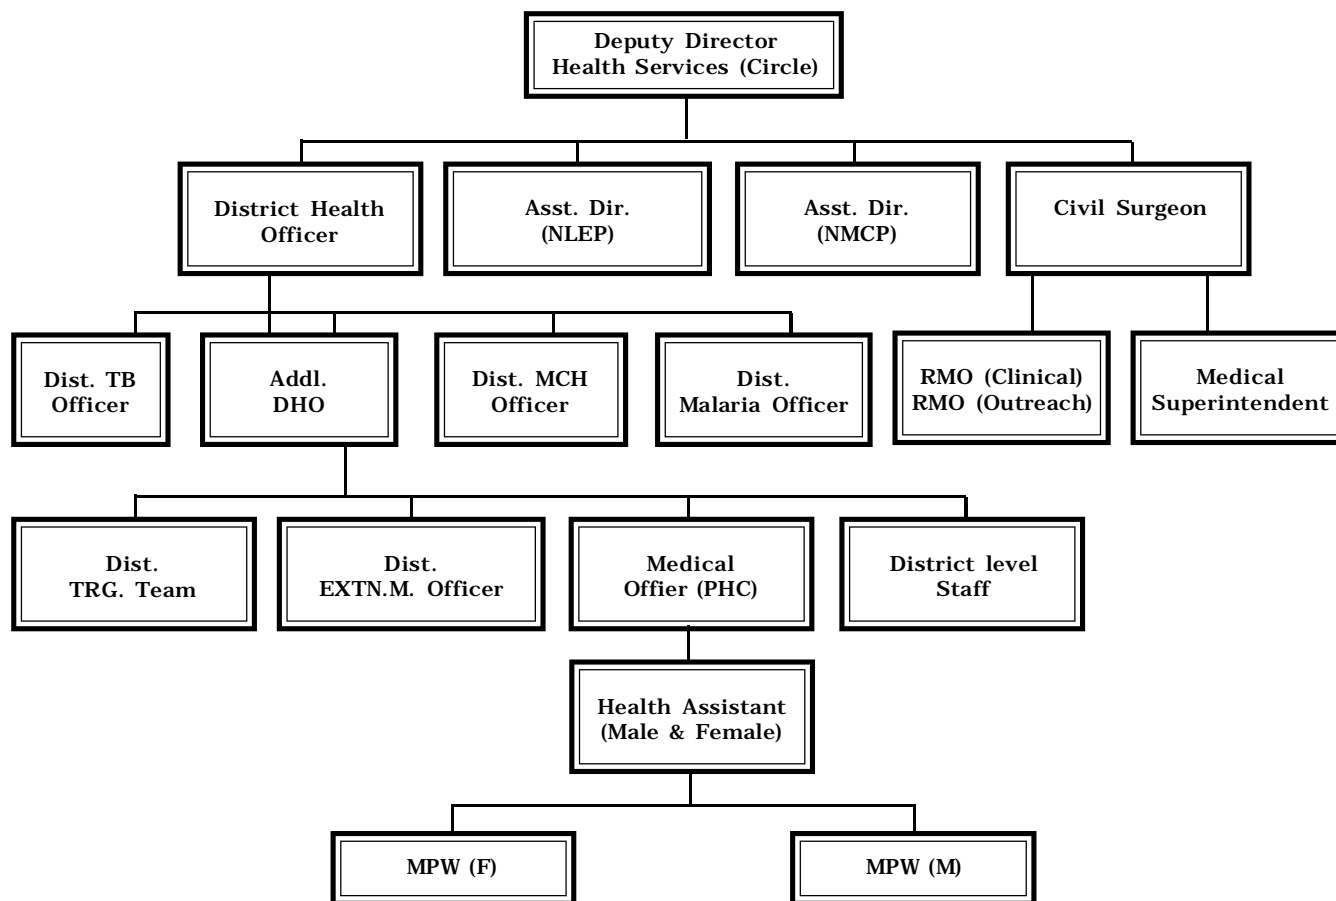 Deputy Director
Health Services (Circle)
District Health
Officer
Asst. Dir.
(NLEP)
Asst. Dir.
(NMCP)
Civil Surgeon
Dist. TB
Officer
Addl.
DHO
Dist. MCH
Officer
Dist.
Malaria Officer
RMO (Clinical)
RMO (Outreach)
Medical
Superintendent
Dist.
TRG. Team
Dist.
EXTN.M. Officer
Medical
Offier (PHC)
District level
Staff
Health Assistant
(Male & Female)
MPW (F)
MPW (M)